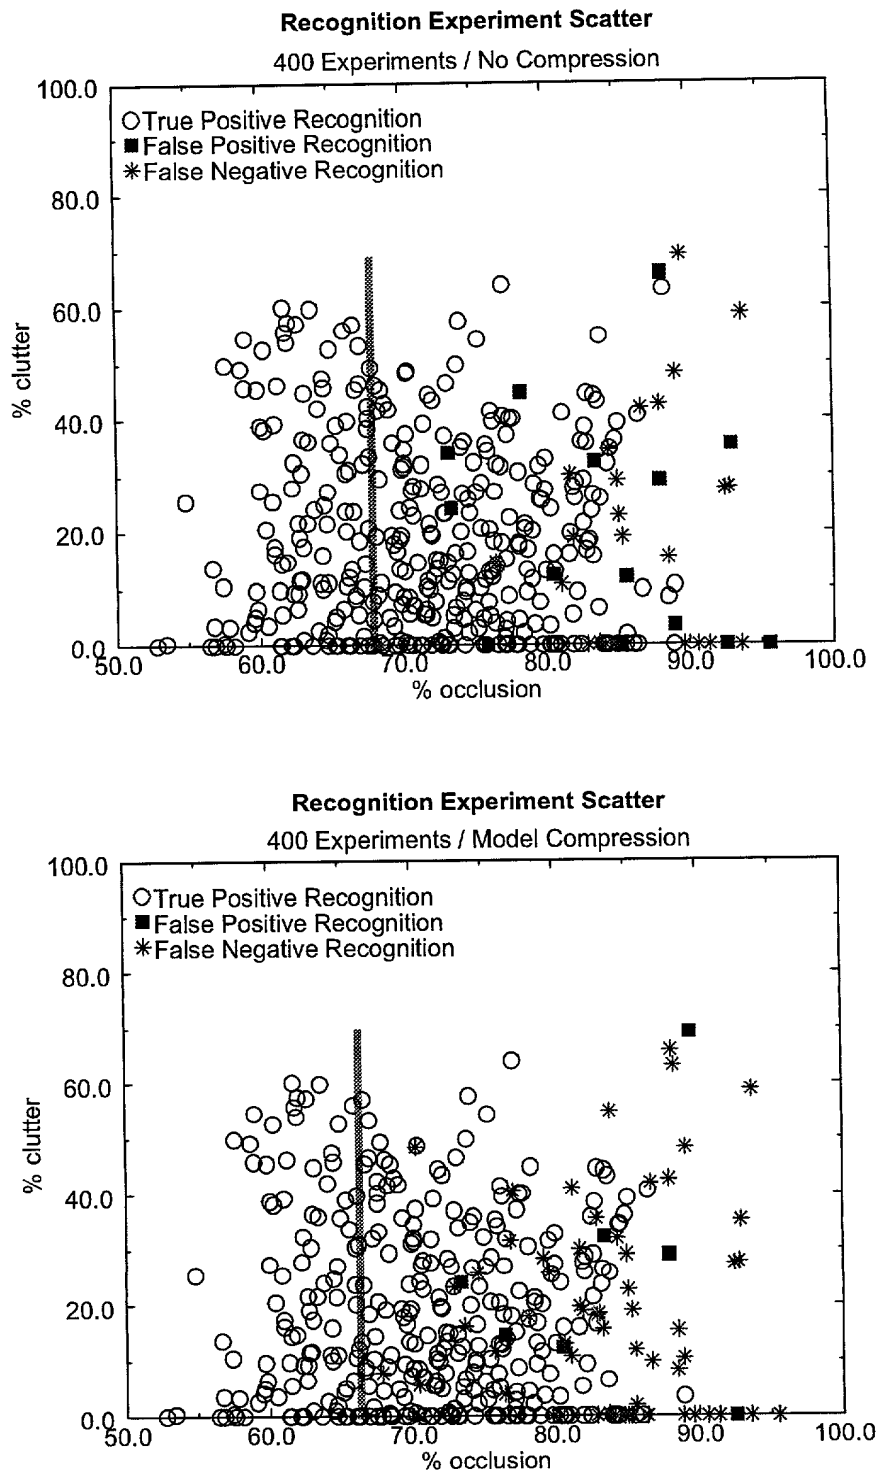 Recognition Experiment Scatter
400 Experiments / No Compression
100.0
True Positive Recognition
False Positive Recognition
False Negative Recognition
80.0
60.0
% clutter
40.0
20.0
0.0
50.0 60.0 70.0 80.0 90.0 100.0
% occlusion
Recognition Experiment Scatter
400 Experiments / Model Compression
100.0
True Positive Recognition
False Positive Recognition
False Negative Recognition
80.0
60.0
% clutter
40.0
20.0
0.0
50.0 60.0 70.0 80.0 90.0 100.0
% occlusion